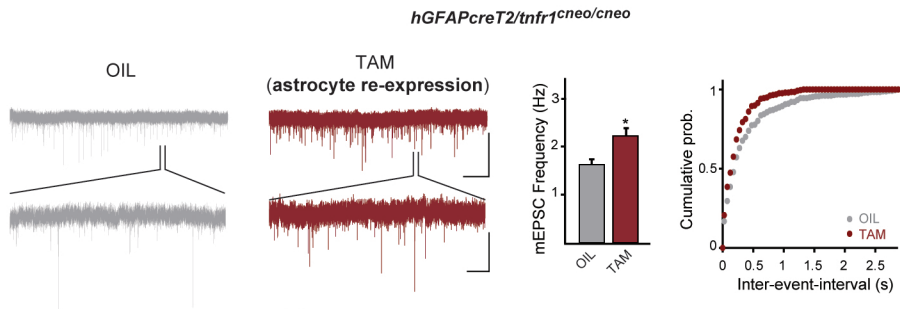 hGFAPcreT2/tnfr1cneo/cneo
OIL
TAM
(astrocyte re-expression)
mEPSC Frequency (Hz)
3
2
1
OIL
TAM
*
Cumulative prob.
1
0.5
0
0
0.5
1
1.5
2
2.5
Inter-event-interval (s)
OIL
TAM